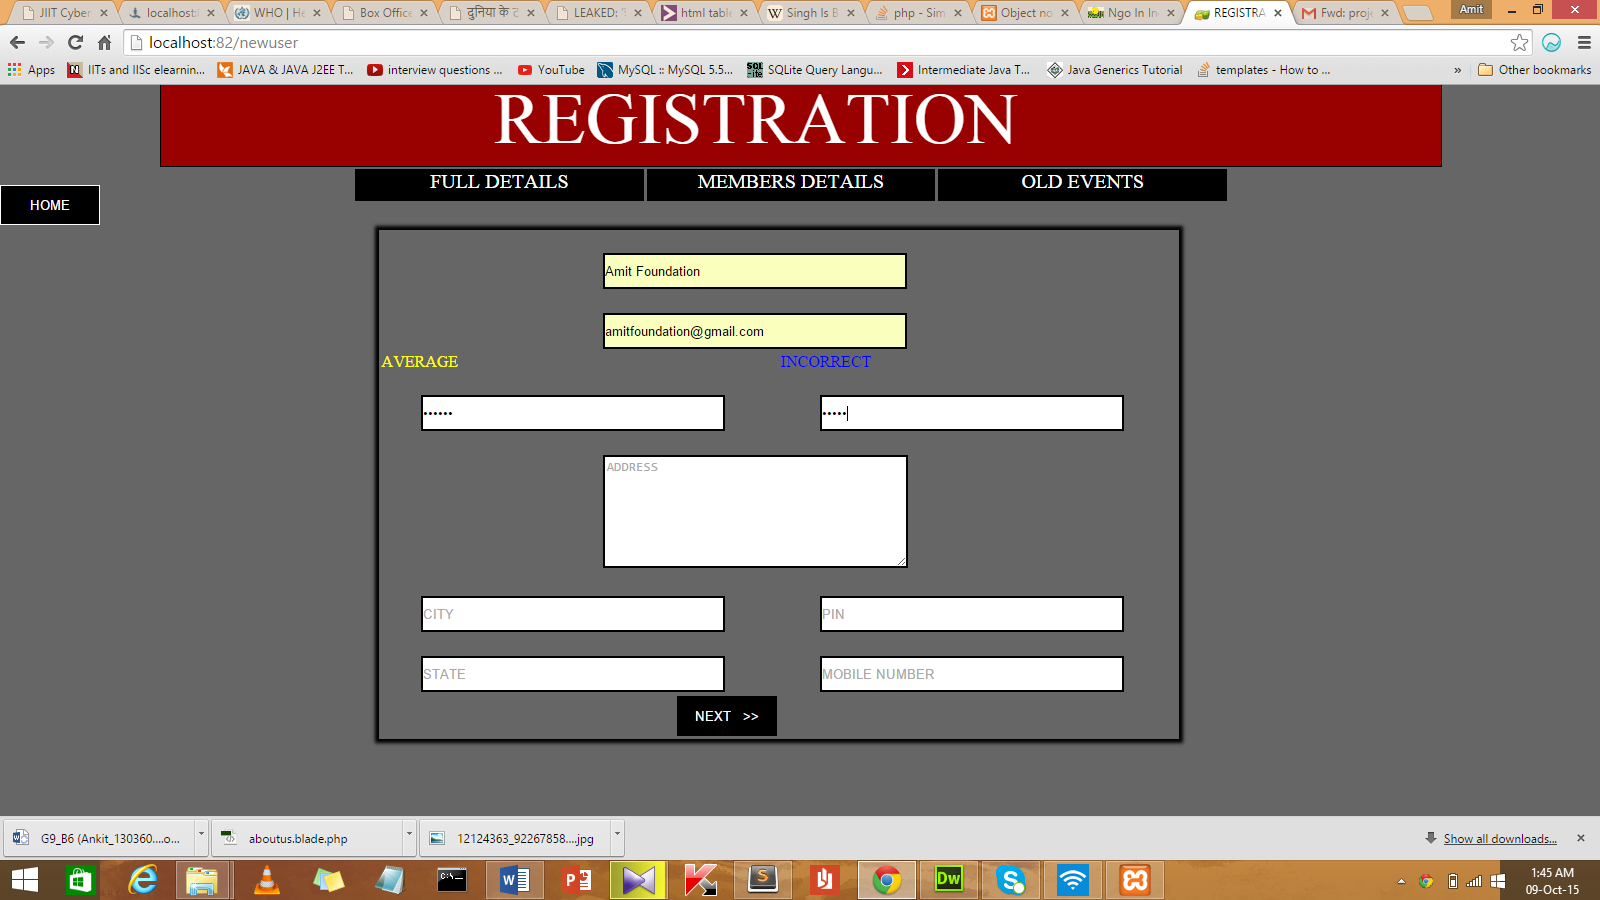 JIIT Cyber
localhost
WHO | He
Box Office
दुनिया के ट
LEAKED: '
html table
Singh Is B
php - Sim
Object no
Ngo In In
REGISTRA
Fwd: proje
Amit
localhost:82/newuser
Apps
IITs and IISc elearnin...
JAVA & JAVA J2EE T...
interview questions ...
YouTube
MySQL :: MySQL 5.5...
SQLite Query Langu...
Intermediate Java T...
Java Generics Tutorial
templates - How to ...
»
Other bookmarks
REGISTRATION
FULL DETAILS
MEMBERS DETAILS
OLD EVENTS
HOME
Amit Foundation
amitfoundation@gmail.com
AVERAGE
INCORRECT
••••••
•••••
ADDRESS
CITY
PIN
STATE
MOBILE NUMBER
NEXT >>
G9_B6 (Ankit_130360....o...
aboutus.blade.php
12124363_92267858....jpg
Show all downloads...
1:45 AM
09-Oct-15